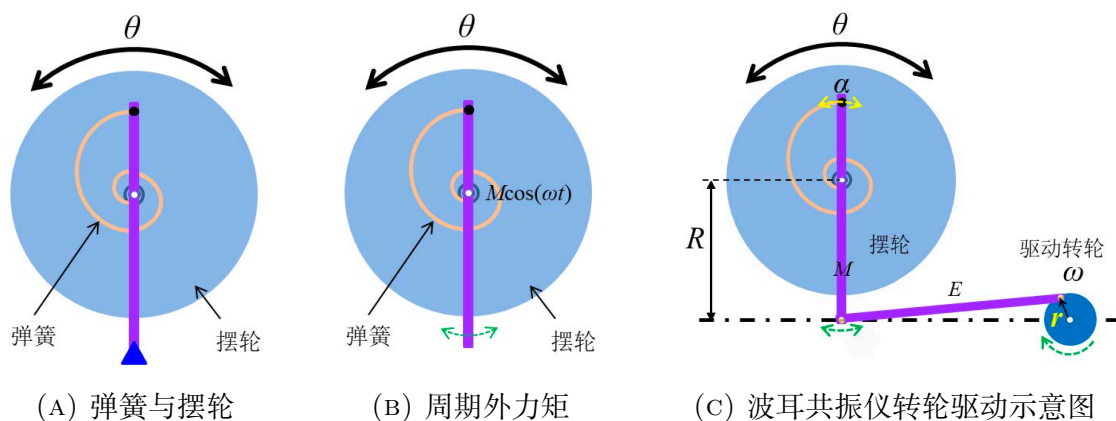 θ
弹簧
摆轮
(A) 弹簧与摆轮
θ
Mcos(ωt)
弹簧
摆轮
(B) 周期外力矩
θ
α
R
摆轮
M
E
驱动转轮
ω
r
(C) 波耳共振仪转轮驱动示意图